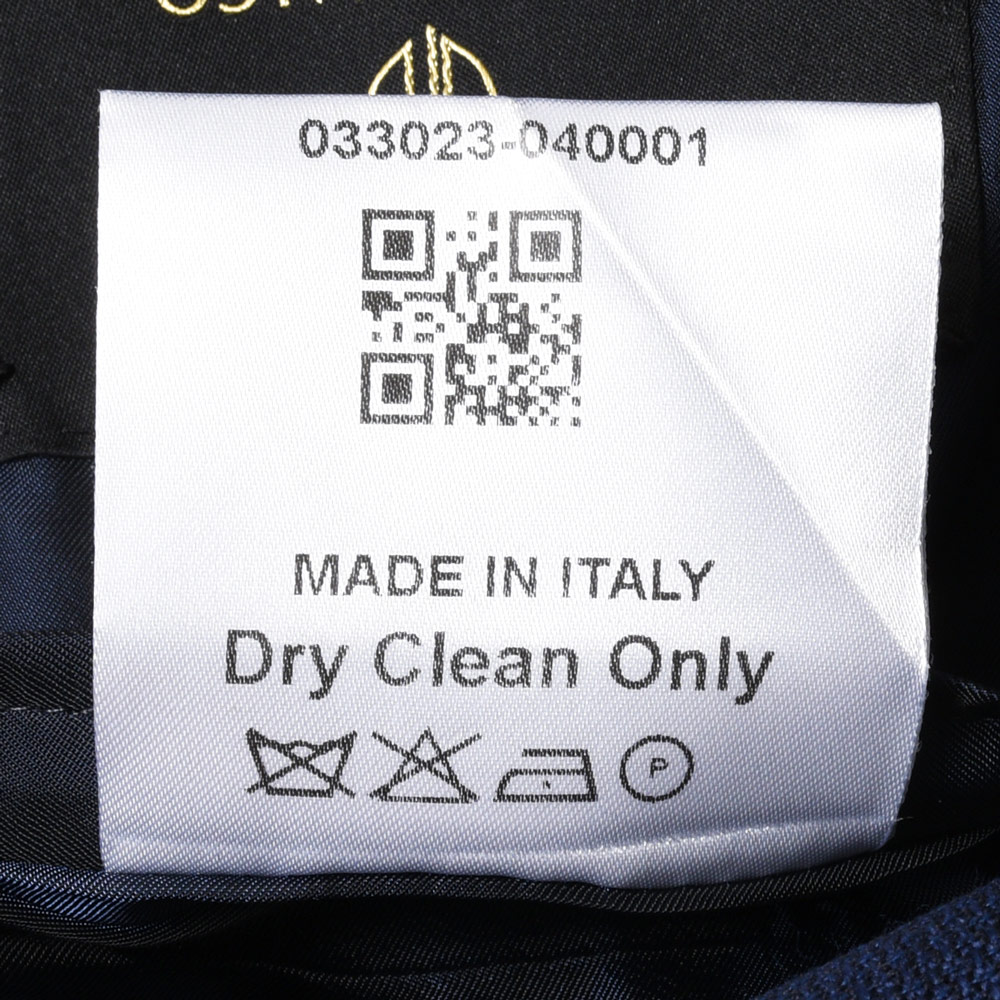 033023-040001
MADE IN ITALY
Dry Clean Only
P